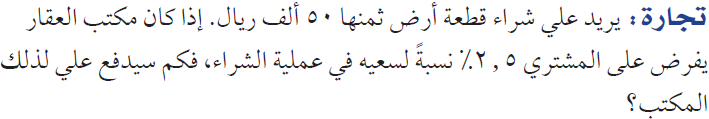 تجارة: يريد علي شراء قطعة أرض ثمنها ٥٠ ألف ريال. إذا كان مكتب العقار
يفرض على المشتري ٢,٥٪ نسبةً لسعيه في عملية الشراء، فكم سيدفع علي لذلك
المكتب؟